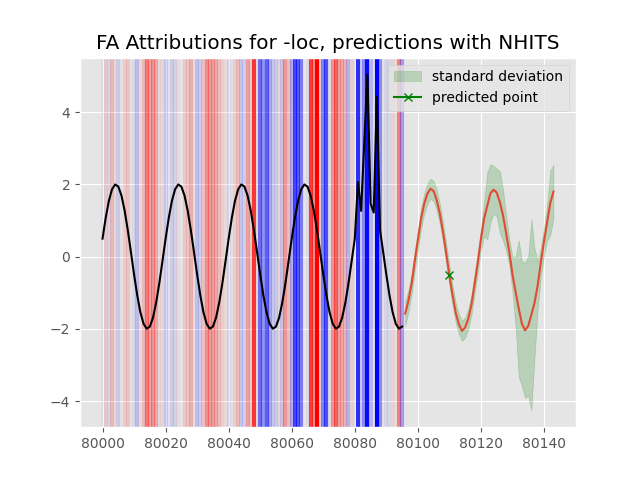 FA Attributions for -loc, predictions with NHITS
standard deviation
predicted point
4
2
0
−2
−4
80000 80020 80040 80060 80080 80100 80120 80140